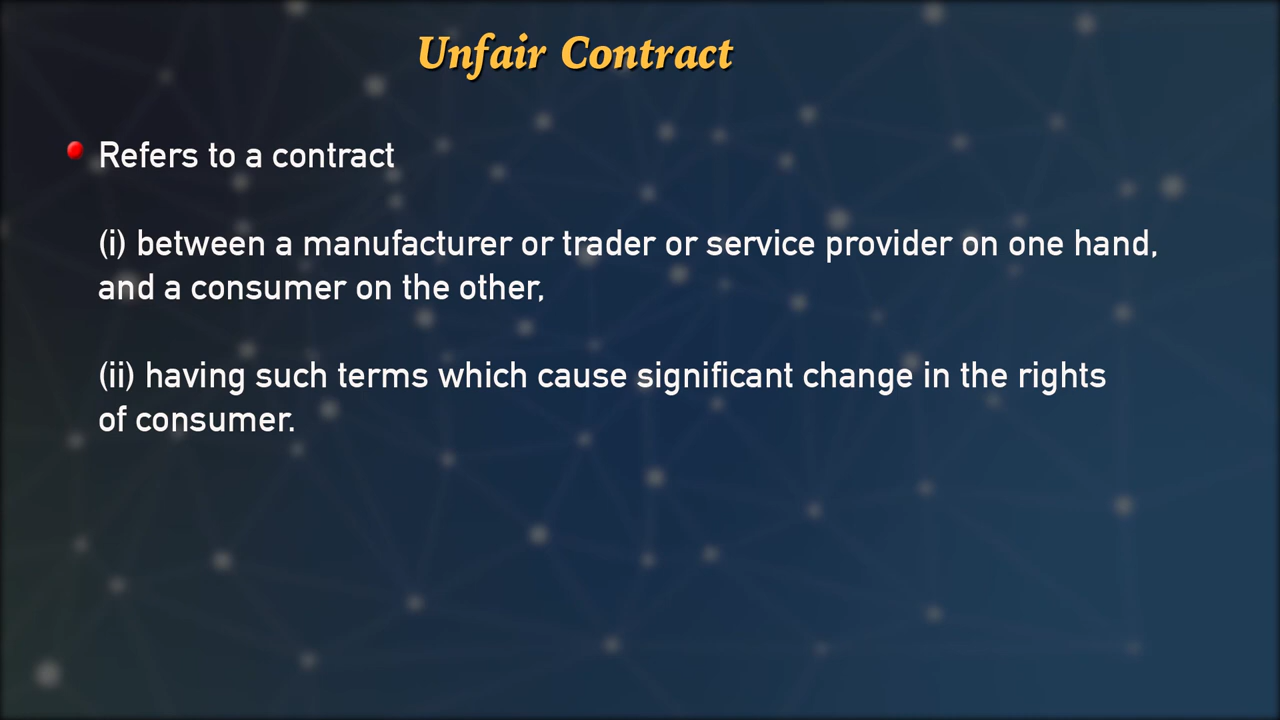 Unfair Contract
Refers to a contract
(i) between a manufacturer or trader or service provider on one hand,
and a consumer on the other,
(ii) having such terms which cause significant change in the rights
of consumer.